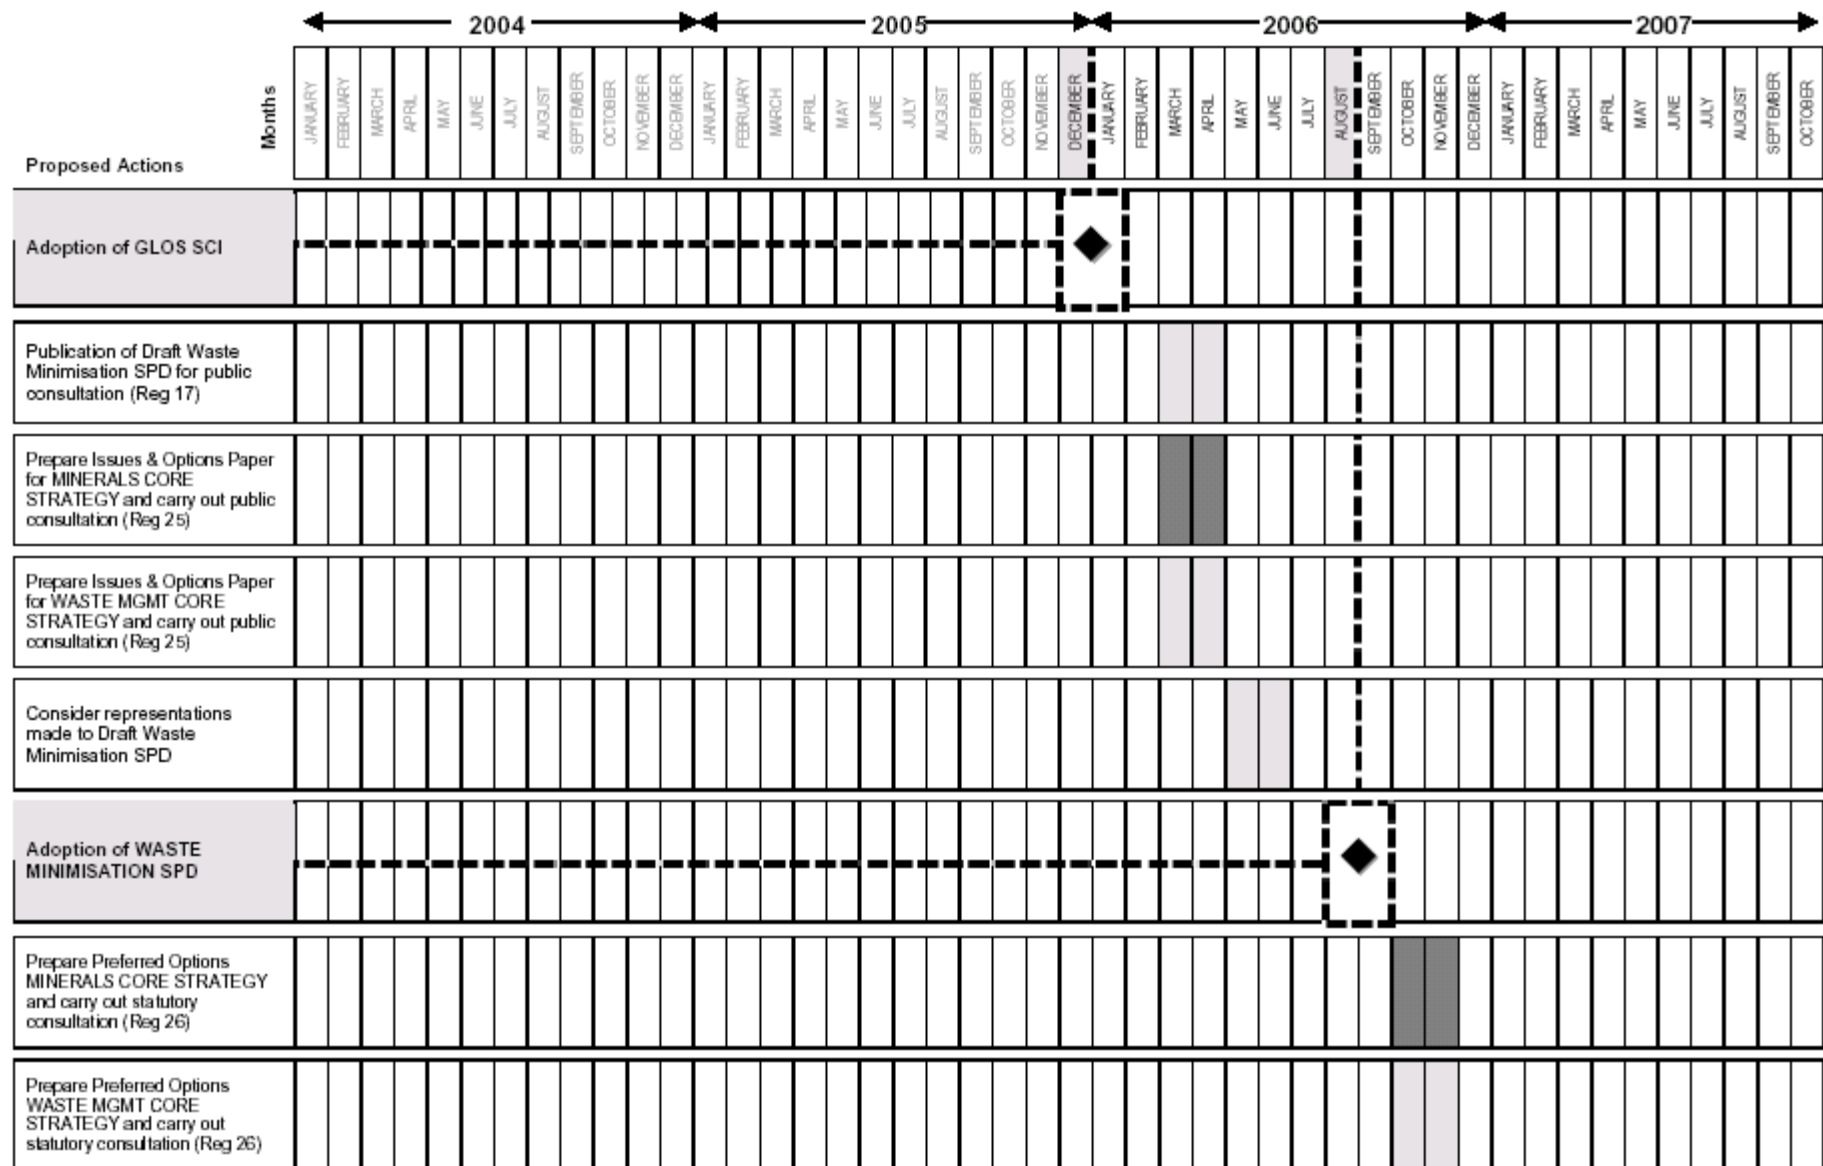 2004 2005 2006 2007
Months
JANUARY FEBRUARY MARCH APRIL MAY JUNE JULY AUGUST SEPTEMBER OCTOBER NOVEMBER DECEMBER JANUARY FEBRUARY MARCH APRIL MAY JUNE JULY AUGUST SEPTEMBER OCTOBER NOVEMBER DECEMBER JANUARY FEBRUARY MARCH APRIL MAY JUNE JULY AUGUST SEPTEMBER OCTOBER NOVEMBER DECEMBER JANUARY FEBRUARY MARCH APRIL MAY JUNE JULY AUGUST SEPTEMBER OCTOBER
Proposed Actions
Adoption of GLOS SCI
Publication of Draft Waste
Minimisation SPD for public
consultation (Reg 17)
Prepare Issues & Options Paper
for MINERALS CORE
STRATEGY and carry out public
consultation (Reg 25)
Prepare Issues & Options Paper
for WASTE MGMT CORE
STRATEGY and carry out public
consultation (Reg 25)
Consider representations
made to Draft Waste
Minimisation SPD
Adoption of WASTE
MINIMISATION SPD
Prepare Preferred Options
MINERALS CORE STRATEGY
and carry out statutory
consultation (Reg 26)
Prepare Preferred Options
WASTE MGMT CORE
STRATEGY and carry out
statutory consultation (Reg 26)